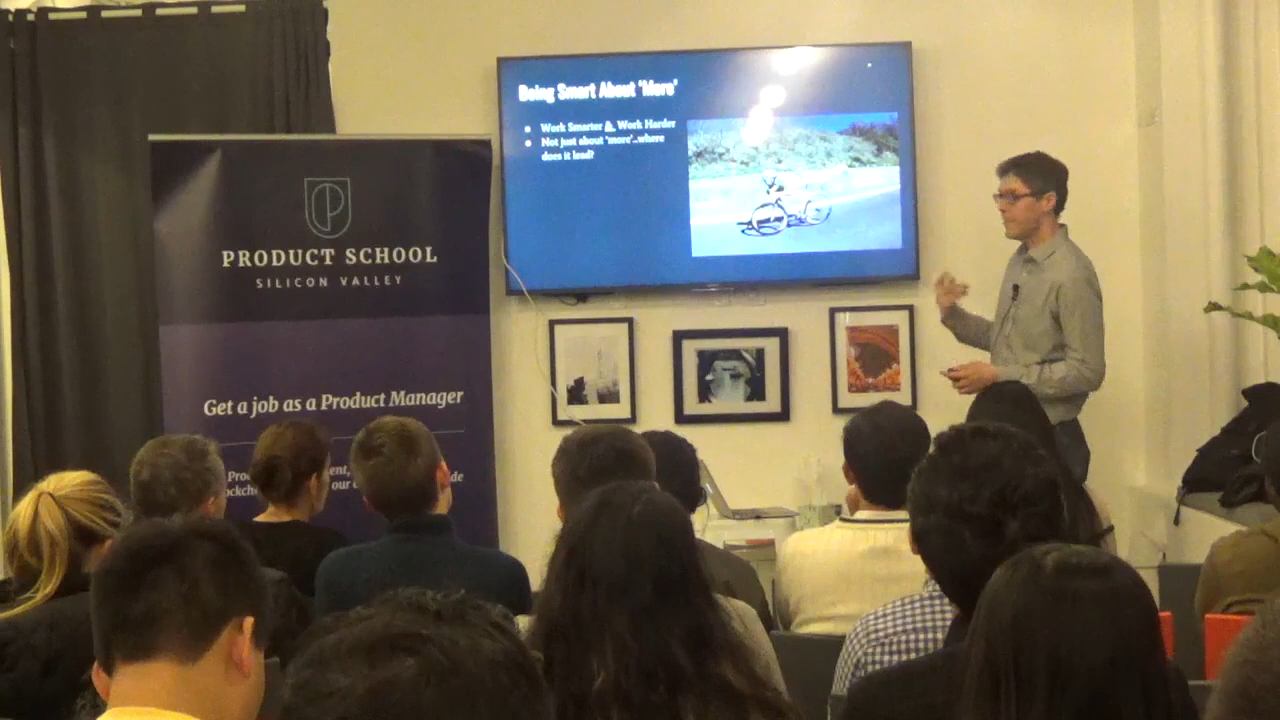 Being Smart About 'More'
Work Smarter & Work Harder
Not just about 'more'..where
does it lead?
PRODUCT SCHOOL
SILICON VALLEY
Get a job as a Product Manager